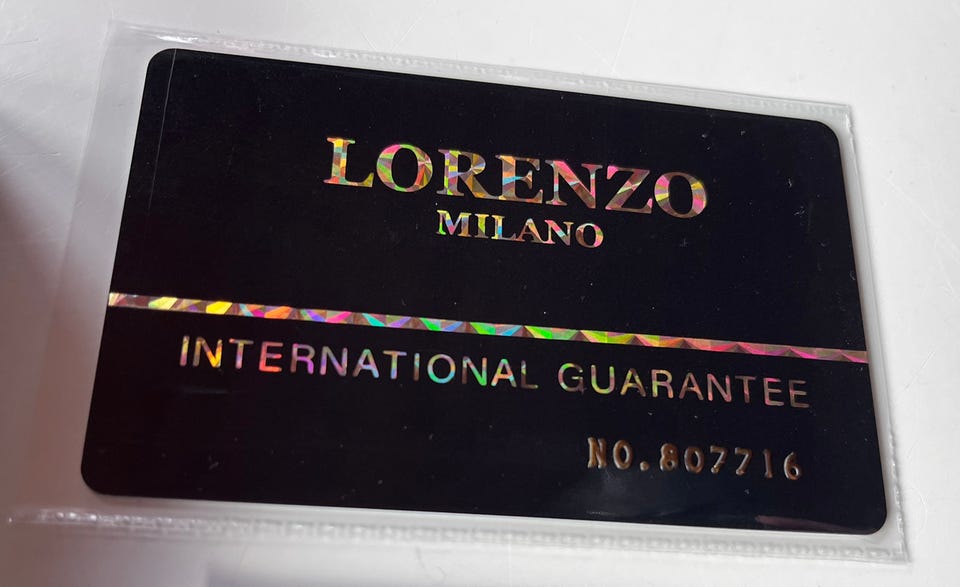 LORENZO
MILANO
INTERNATIONAL GUARANTEE
NO.807716